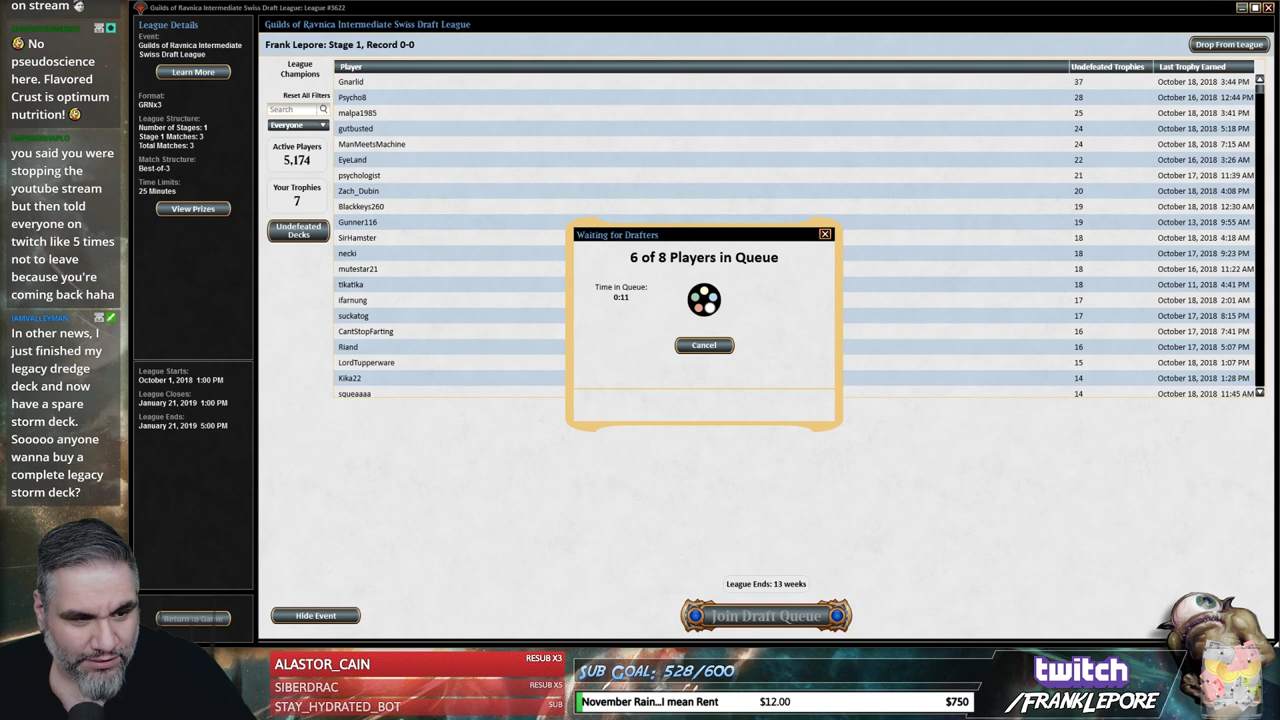 on stream
No
pseudoscience
here. Flavored
Crust is optimum
nutrition!
you said you were
stopping the
youtube stream
but then told
everyone on
twitch like 5 times
not to leave
because you're
coming back haha
IAMVALLEYMAN
In other news, I
just finished my
legacy dredge
deck and now
have a spare
storm deck.
Sooooo anyone
wanna buy a
complete legacy
storm deck?
Guilds of Ravnica Intermediate Swiss Draft League: League #3622
League Details
Event:
Guilds of Ravnica Intermediate
Swiss Draft League
Learn More
Format:
GRNx3
League Structure:
Number of Stages: 1
Stage 1 Matches: 3
Total Matches: 3
Match Structure:
Best-of-3
Time Limits:
25 Minutes
View Prizes
League Starts:
October 1, 2018 1:00 PM
League Closes:
January 21, 2019 1:00 PM
League Ends:
January 21, 2019 5:00 PM
Return to Game
Guilds of Ravnica Intermediate Swiss Draft League
Frank Lepore: Stage 1, Record 0-0
Drop From League
League
Champions
Reset All Filters
Search
Everyone
Active Players
5,174
Your Trophies
7
Undefeated
Decks
Player Undefeated Trophies Last Trophy Earned
Gnarlid 37 October 18, 2018 3:44 PM
Psycho8 28 October 16, 2018 12:44 PM
malpa1985 25 October 18, 2018 3:41 PM
gutbusted 24 October 18, 2018 5:18 PM
ManMeetsMachine 24 October 18, 2018 7:15 AM
EyeLand 22 October 16, 2018 3:26 AM
psychologist 21 October 17, 2018 11:39 AM
Zach_Dubin 20 October 18, 2018 4:08 PM
Blackkeys260 19 October 18, 2018 12:30 AM
Gunner116 19 October 13, 2018 9:55 AM
SirHamster 18 October 18, 2018 4:18 AM
necki 18 October 17, 2018 9:23 PM
mutestar21 18 October 16, 2018 11:22 AM
tikatika 18 October 11, 2018 4:41 PM
ifarnung 17 October 18, 2018 2:01 AM
suckatog 17 October 17, 2018 8:15 PM
CantStopFarting 16 October 17, 2018 7:41 PM
Riand 16 October 17, 2018 5:07 PM
LordTupperware 15 October 18, 2018 1:07 PM
Kika22 14 October 18, 2018 1:28 PM
squeaaaa 14 October 18, 2018 11:45 AM
Waiting for Drafters
6 of 8 Players in Queue
Time in Queue:
0:11
Cancel
League Ends: 13 weeks
Hide Event
Join Draft Queue
ALASTOR_CAIN RESUB X3
SIBERDRAC RESUB X5
STAY_HYDRATED_BOT SUB
SUB GOAL: 528/600
November Rain...I mean Rent $12.00 $750
twitch
/FRANKLEPORE